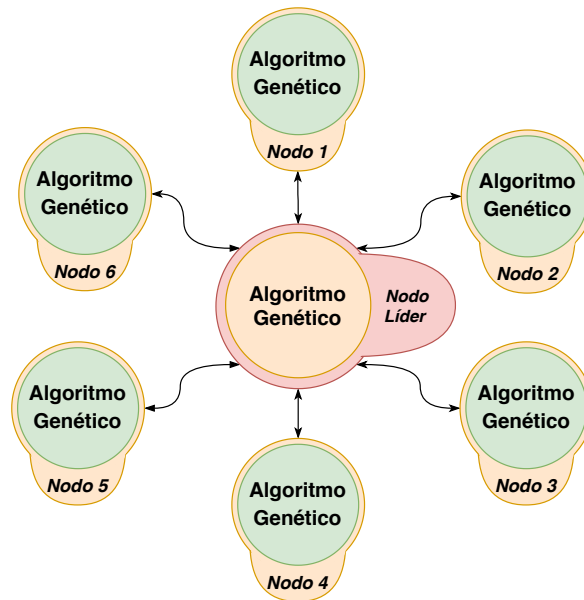 Algoritmo
Genético
Nodo 1
Algoritmo
Genético
Nodo 6
Algoritmo
Genético
Nodo 2
Algoritmo
Genético
Nodo
Líder
Algoritmo
Genético
Nodo 5
Algoritmo
Genético
Nodo 3
Algoritmo
Genético
Nodo 4